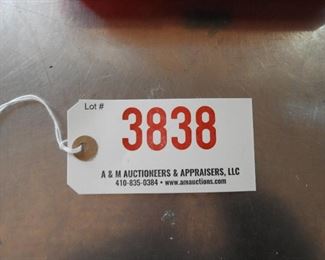 Lot #
3838
A & M AUCTIONEERS & APPRAISERS, LLC
410-835-0384 • www.amauctions.com